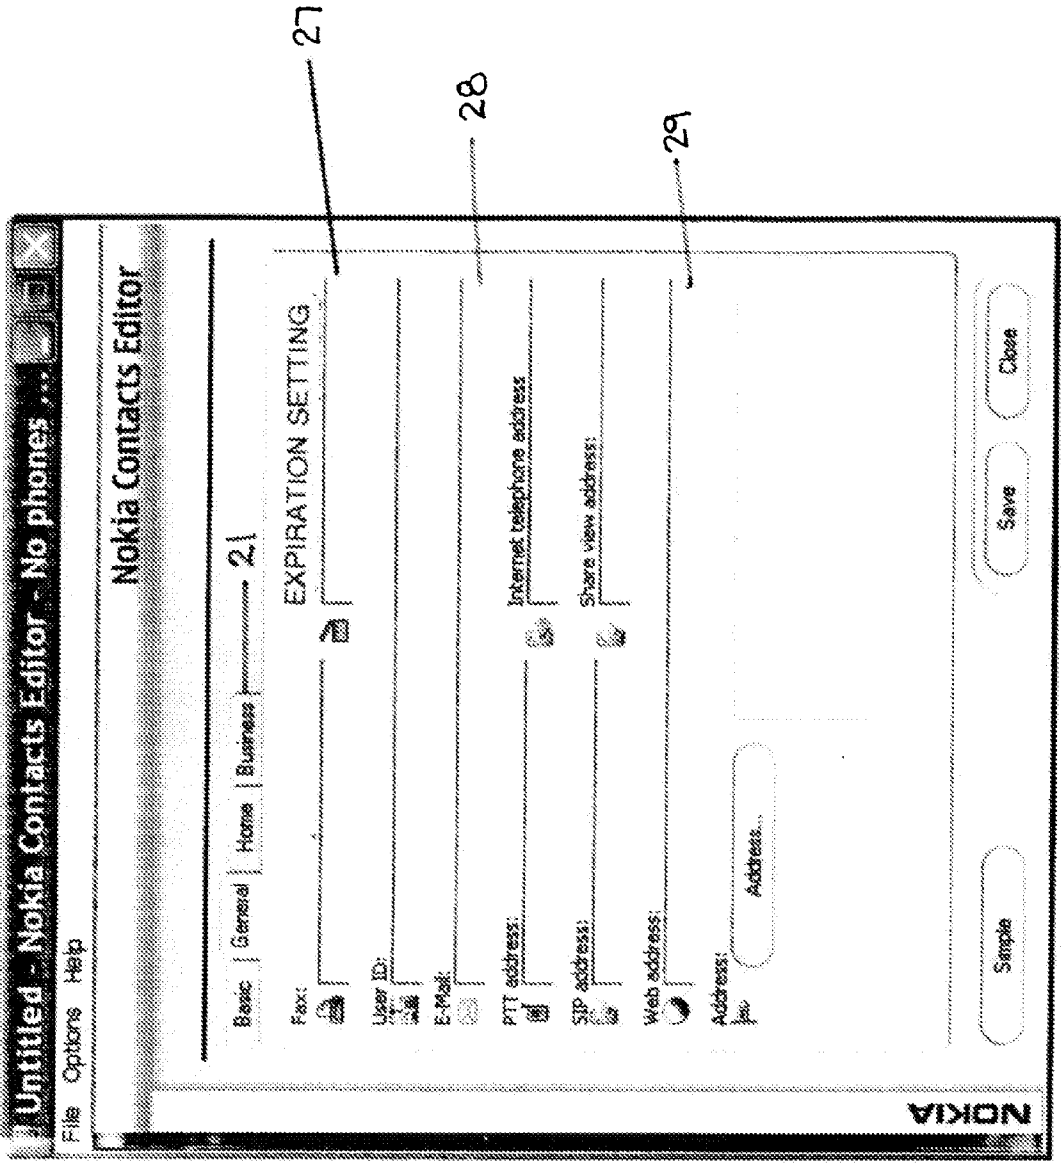 Untitled - Nokia Contacts Editor - No phones ...
File Options Help
Nokia Contacts Editor
Basic General Home Business 21
Fax: EXPIRATION SETTING 27
User ID:
E-Mail: 28
PTT address: Internet telephone address
SIP address: Share view address:
Web address: 29
Address:
Address...
Simple Save Close
NOKIA